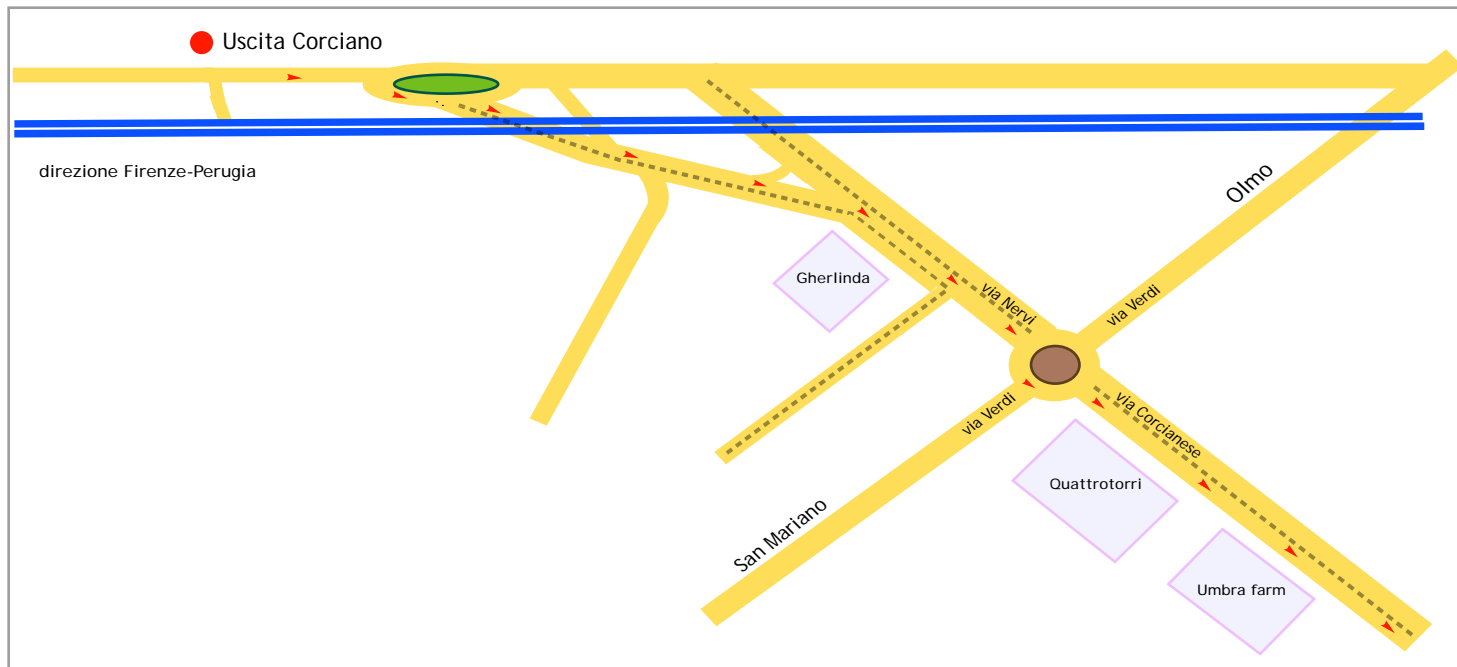 Uscita Corciano
direzione Firenze-Perugia
Olmo
Gherlinda
via Nervi
via Verdi
via Verdi
via Corcianese
Quattrotorri
San Mariano
Umbra farm